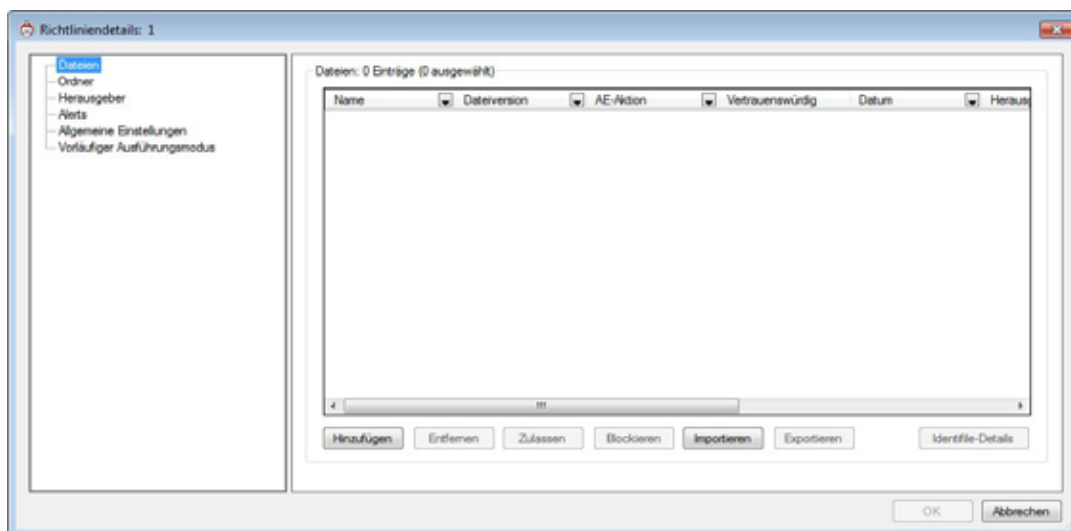 Richtliniendetails: 1
Dateien
Ordner
Herausgeber
Alerts
Allgemeine Einstellungen
Vorläufiger Ausführungsmodus
Dateien: 0 Einträge (0 ausgewählt)
Name Dateiversion AE-Aktion Vertrauenswürdig Datum Herausg
Hinzufügen Entfernen Zulassen Blockieren Importieren Exportieren Identifile-Details
OK Abbrechen